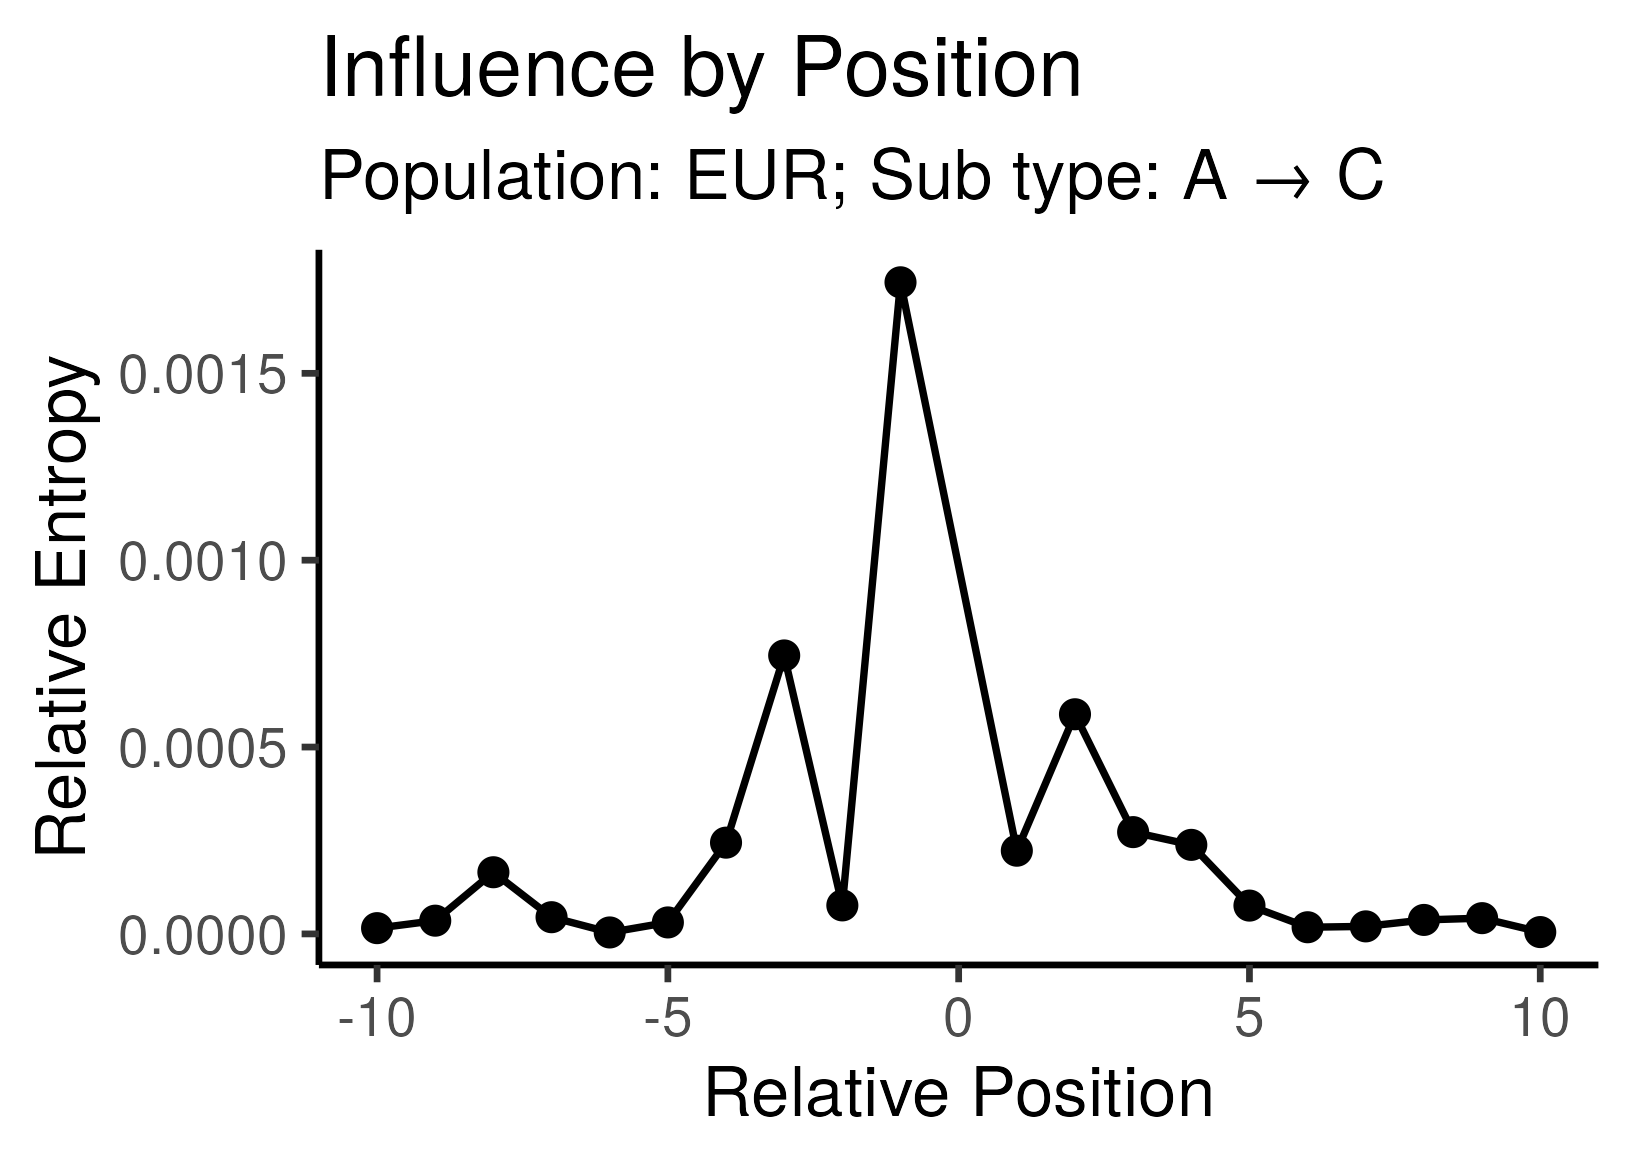 Influence by Position
Population: EUR; Sub type: A → C
Relative Entropy
0.0015
0.0010
0.0005
0.0000
-10 -5 0 5 10
Relative Position